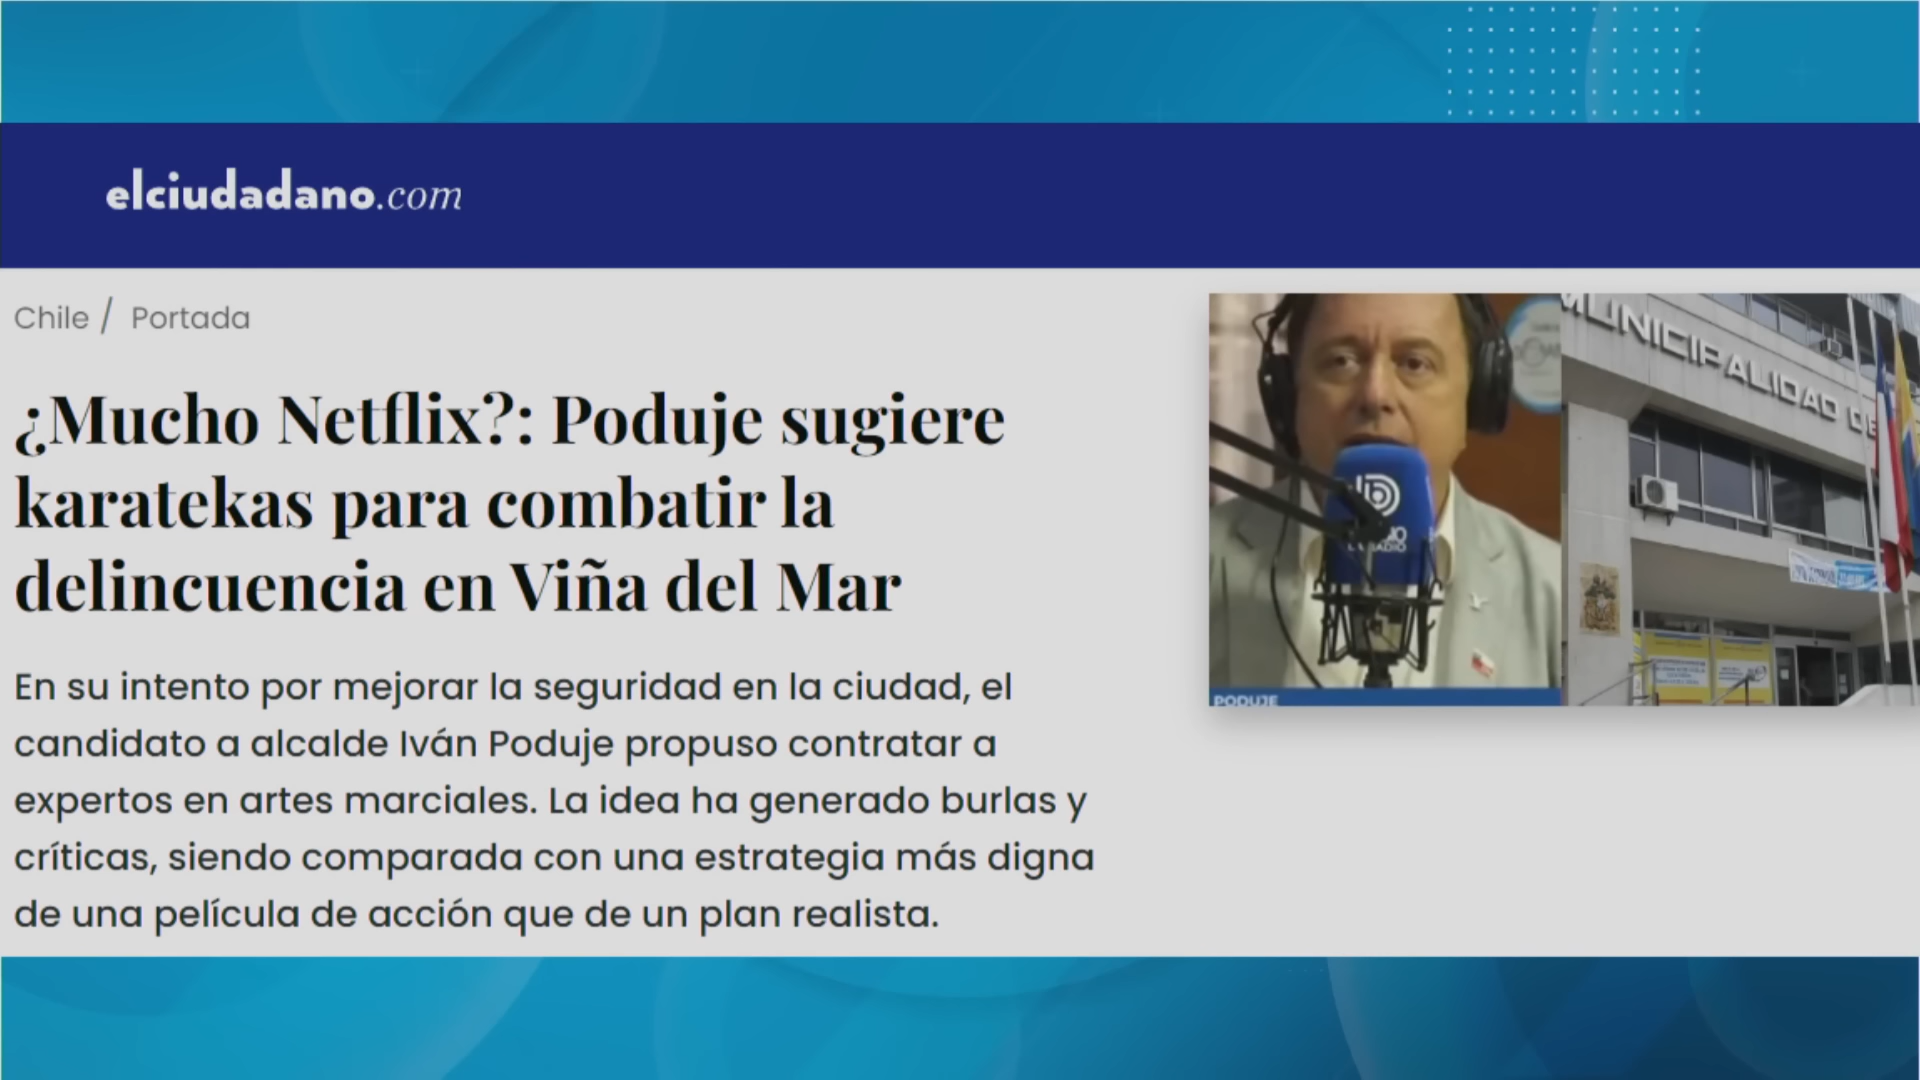 elciudadano.com
Chile / Portada
¿Mucho Netflix?: Poduje sugiere
karatekas para combatir la
delincuencia en Viña del Mar
En su intento por mejorar la seguridad en la ciudad, el
candidato a alcalde Iván Poduje propuso contratar a
expertos en artes marciales. La idea ha generado burlas y
críticas, siendo comparada con una estrategia más digna
de una película de acción que de un plan realista.
PODUJE
MUNICIPALIDAD DE